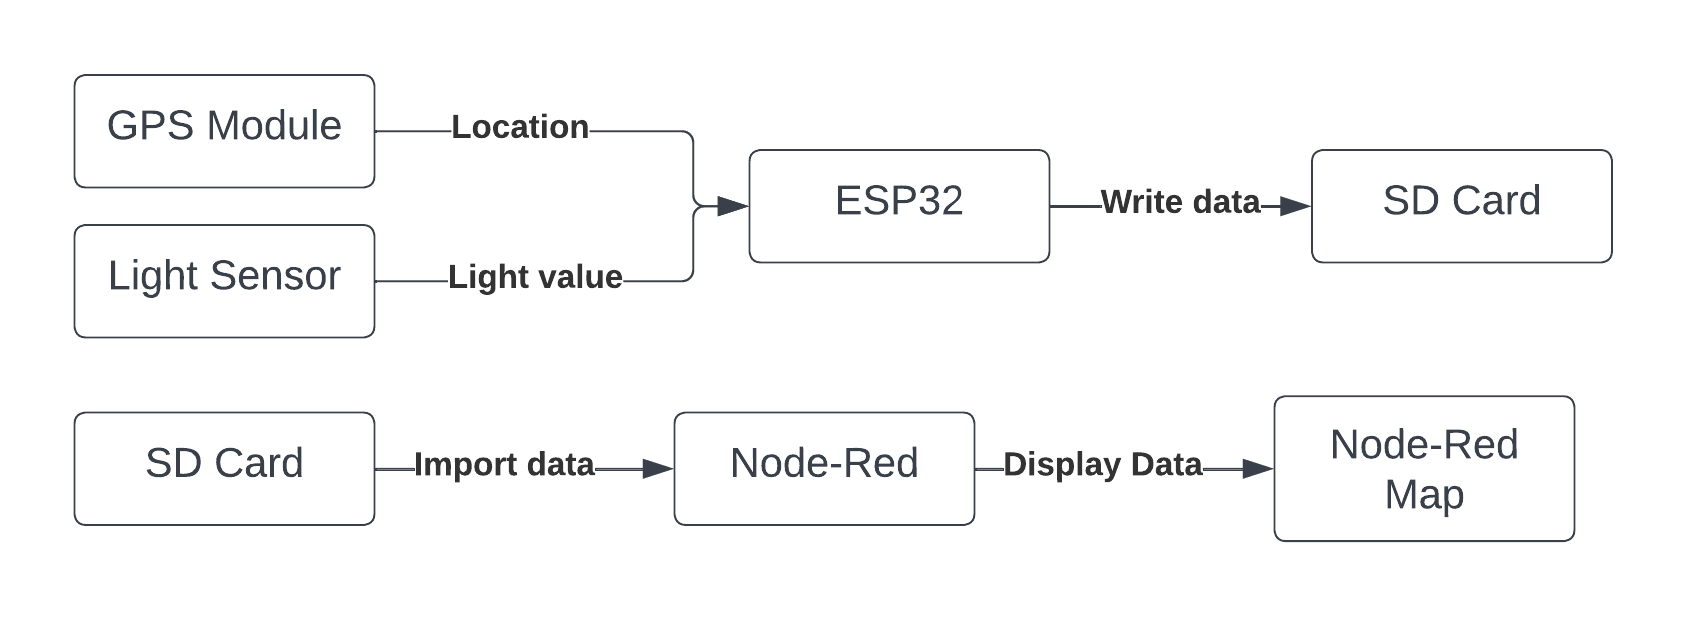 GPS Module
Location
Light Sensor
Light value
ESP32
Write data
SD Card
SD Card
Import data
Node-Red
Display Data
Node-Red
Map